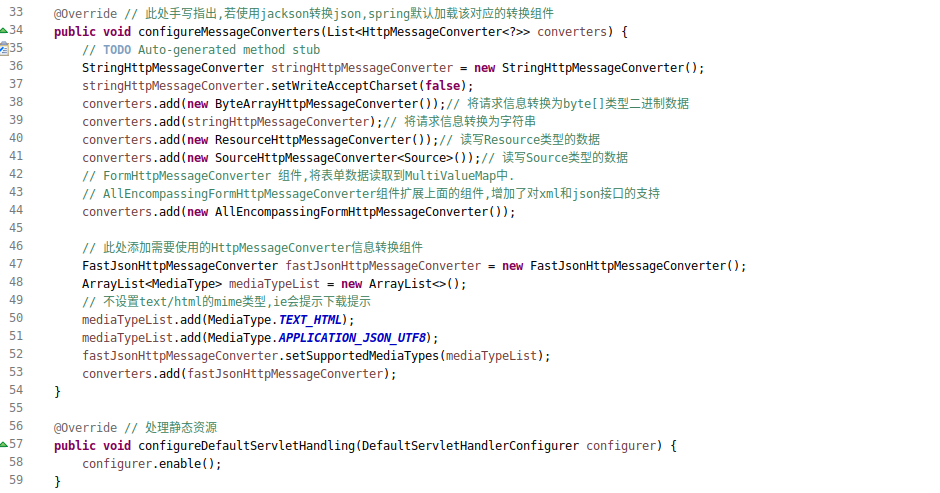 33 @Override // 此处手写指出,若使用jackson转换json,spring默认加载该对应的转换组件
34 public void configureMessageConverters(List<HttpMessageConverter<?>> converters) {
35 // TODO Auto-generated method stub
36 StringHttpMessageConverter stringHttpMessageConverter = new StringHttpMessageConverter();
37 stringHttpMessageConverter.setWriteAcceptCharset(false);
38 converters.add(new ByteArrayHttpMessageConverter());// 将请求信息转换为byte[]类型二进制数据
39 converters.add(stringHttpMessageConverter);// 将请求信息转换为字符串
40 converters.add(new ResourceHttpMessageConverter());// 读写Resource类型的数据
41 converters.add(new SourceHttpMessageConverter<Source>());// 读写Source类型的数据
42 // FormHttpMessageConverter 组件,将表单数据读取到MultiValueMap中.
43 // AllEncompassingFormHttpMessageConverter组件扩展上面的组件,增加了对xml和json接口的支持
44 converters.add(new AllEncompassingFormHttpMessageConverter());
45
46 // 此处添加需要使用的HttpMessageConverter信息转换组件
47 FastJsonHttpMessageConverter fastJsonHttpMessageConverter = new FastJsonHttpMessageConverter();
48 ArrayList<MediaType> mediaTypeList = new ArrayList<>();
49 // 不设置text/html的mime类型,ie会提示下载提示
50 mediaTypeList.add(MediaType.TEXT_HTML);
51 mediaTypeList.add(MediaType.APPLICATION_JSON_UTF8);
52 fastJsonHttpMessageConverter.setSupportedMediaTypes(mediaTypeList);
53 converters.add(fastJsonHttpMessageConverter);
54 }
55
56 @Override // 处理静态资源
57 public void configureDefaultServletHandling(DefaultServletHandlerConfigurer configurer) {
58 configurer.enable();
59 }